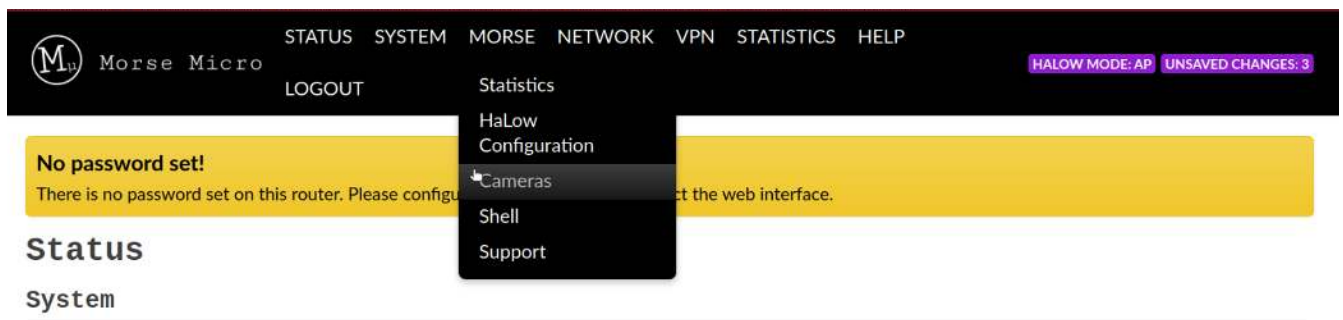 Mμ Morse Micro
STATUS SYSTEM MORSE NETWORK VPN STATISTICS HELP
LOGOUT
HALOW MODE: AP UNSAVED CHANGES: 3
Statistics
HaLow
Configuration
Cameras
Shell
Support
No password set!
There is no password set on this router. Please configu ct the web interface.
Status
System